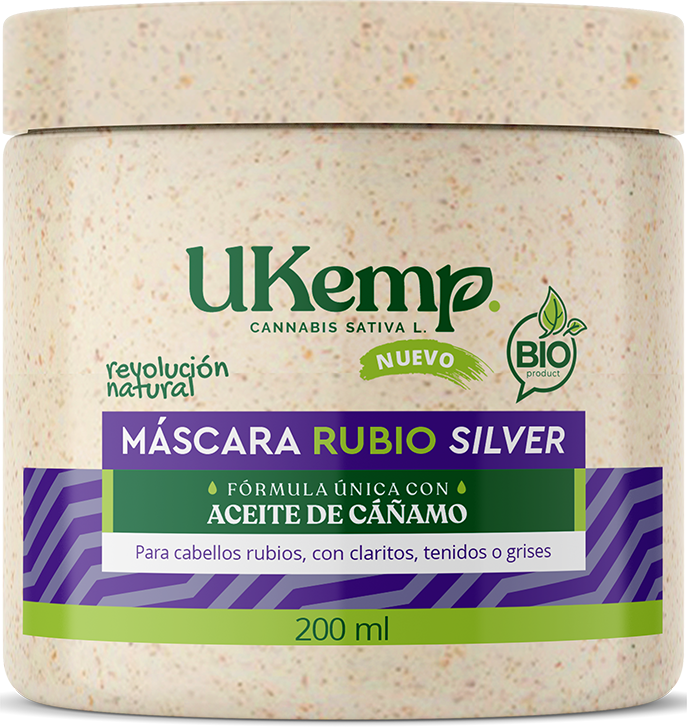 UKemp.
CANNABIS SATIVA L.
NUEVO
BIO
product
revolución
natural
MÁSCARA RUBIO SILVER
FÓRMULA ÚNICA CON
ACEITE DE CÁÑAMO
Para cabellos rubios, con claritos, tenidos o grises
200 ml